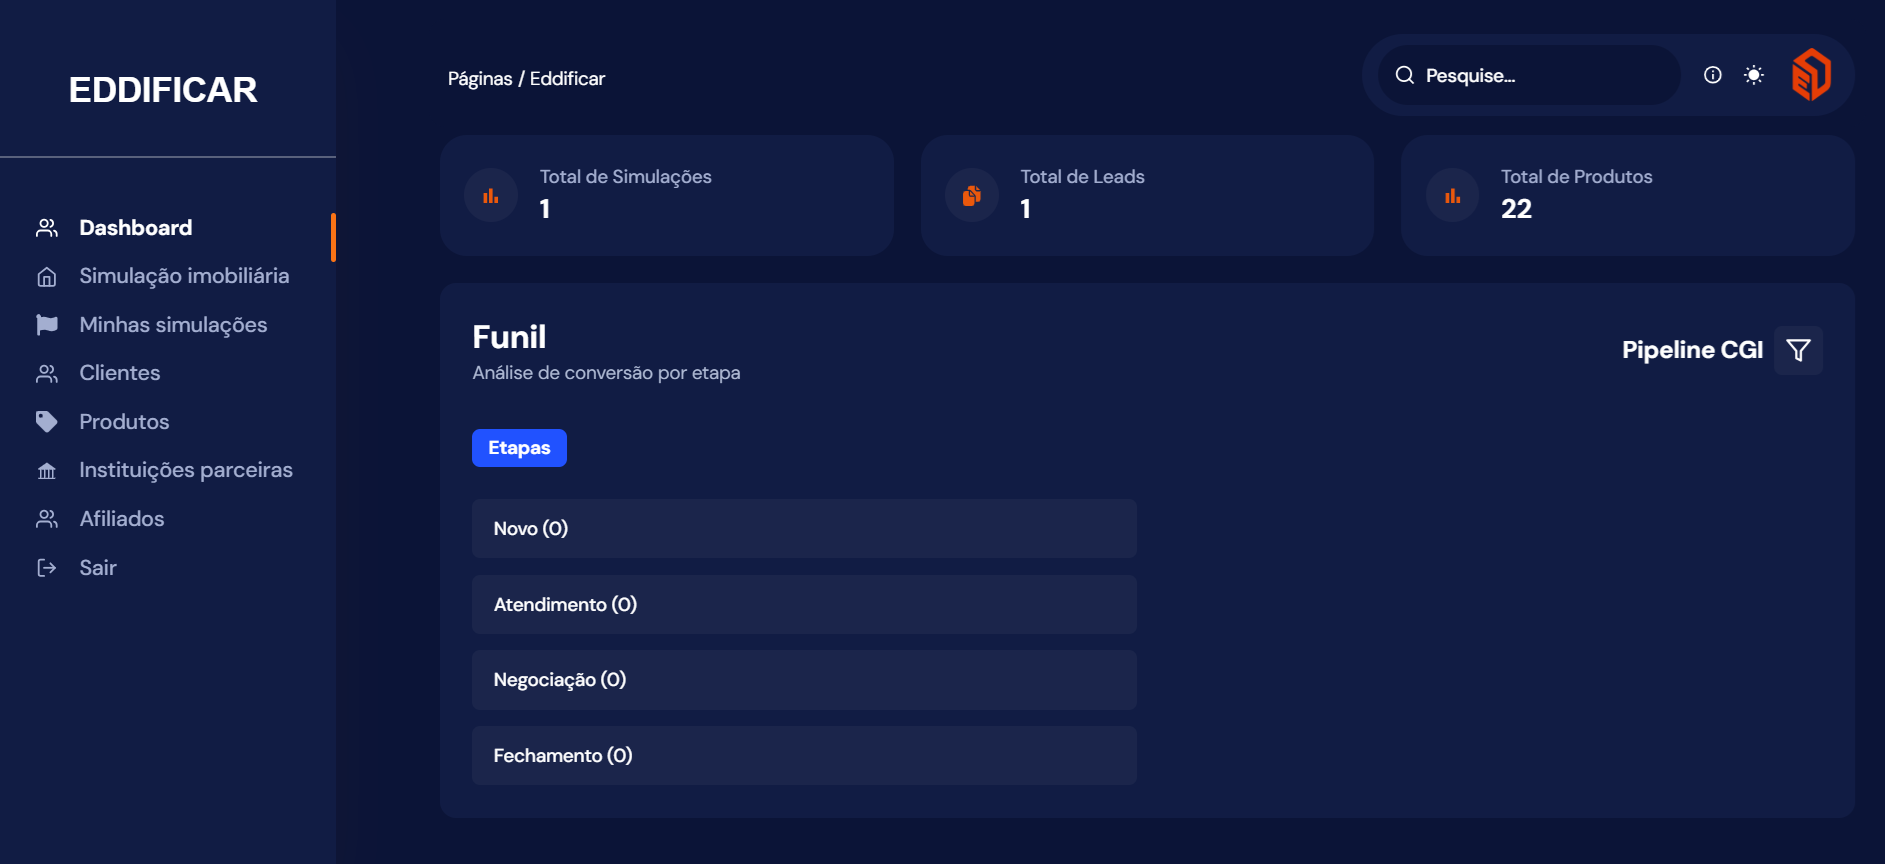 EDDIFICAR
Dashboard
Simulação imobiliária
Minhas simulações
Clientes
Produtos
Instituições parceiras
Afiliados
Sair
Páginas / Eddificar
Pesquise...
Total de Simulações
1
Total de Leads
1
Total de Produtos
22
Funil
Análise de conversão por etapa
Pipeline CGI
Etapas
Novo (0)
Atendimento (0)
Negociação (0)
Fechamento (0)